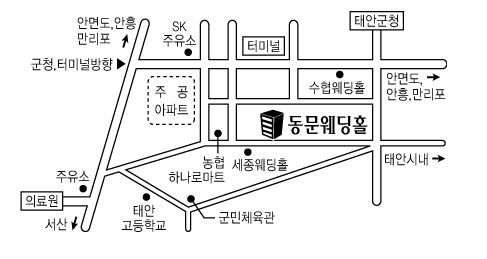 안면도,안흥
만리포
SK
주유소
태안군청
터미널
군청,터미널방향
주 공
아파트
수협웨딩홀
안면도,
안흥,만리포
동문웨딩홀
농협
하나로마트
세종웨딩홀
태안시내
주유소
의료원
서산
태안
고등학교
군민체육관